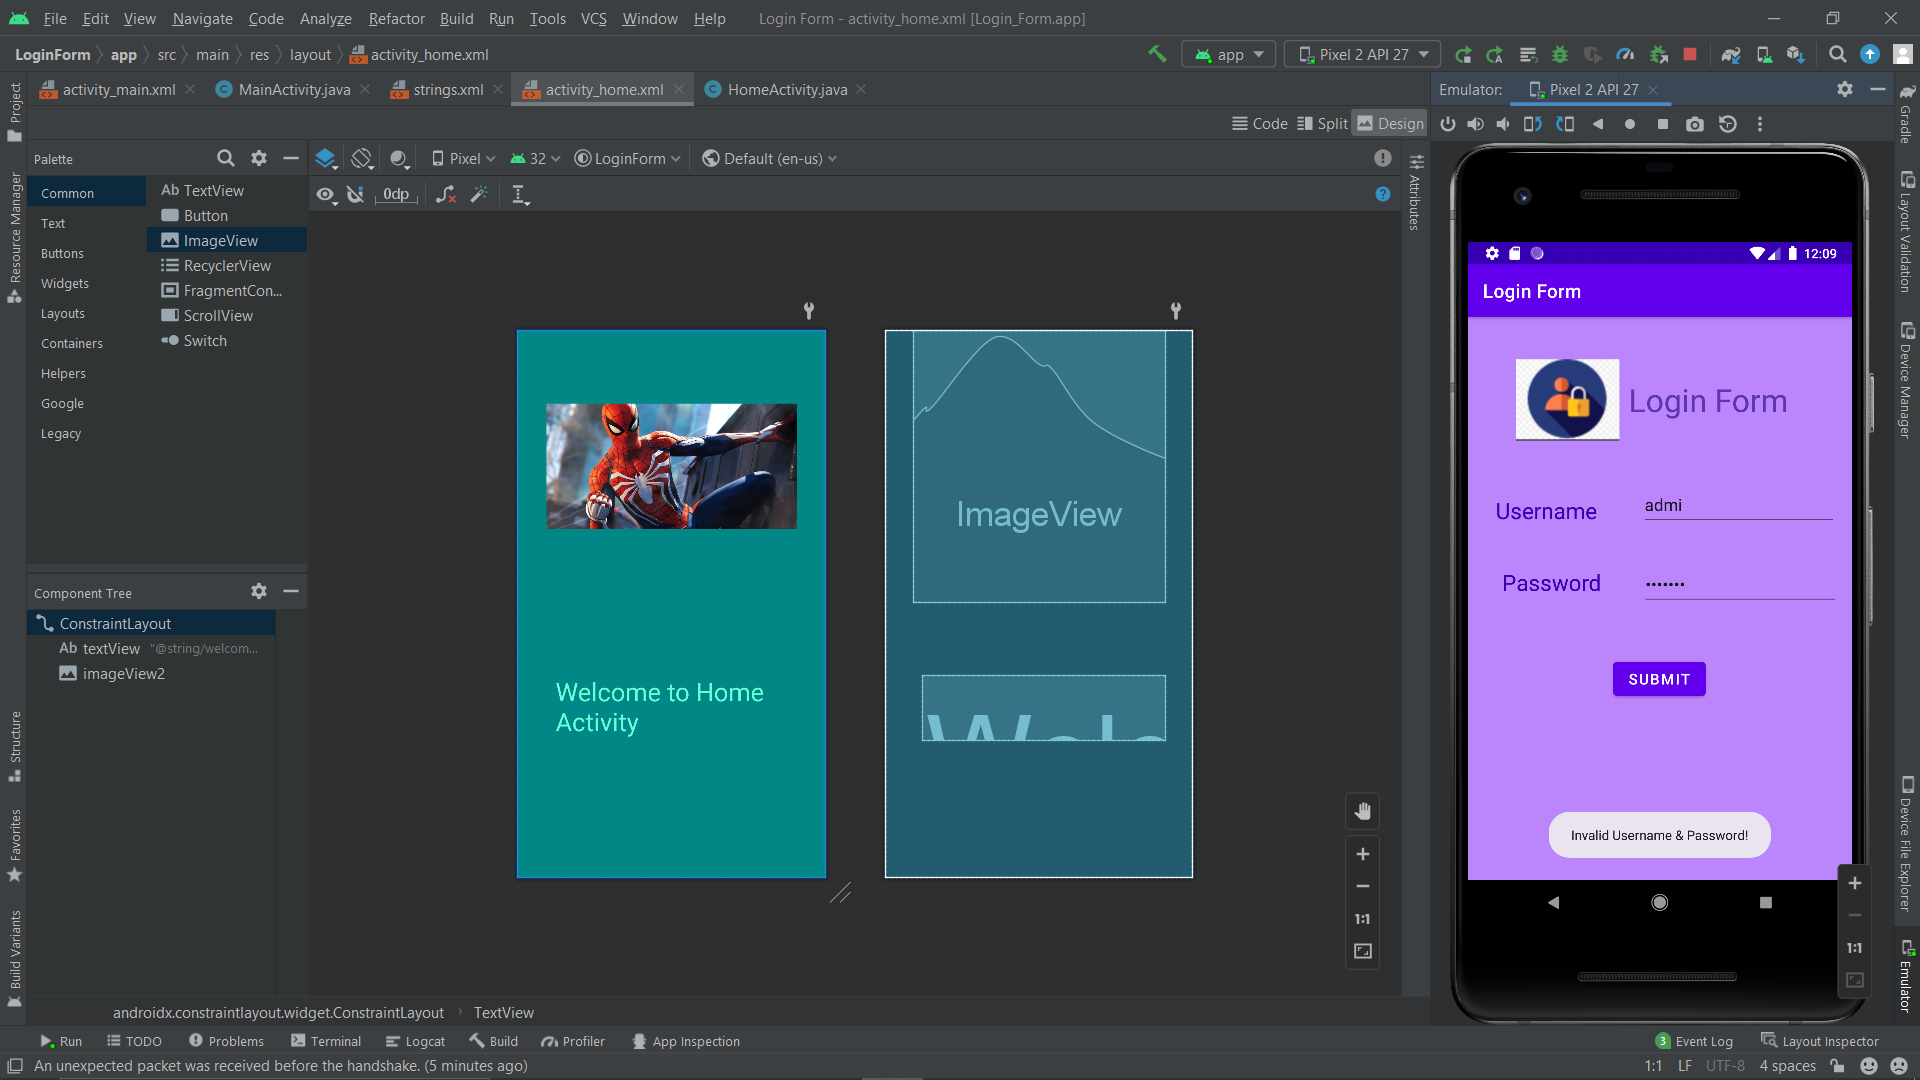 File Edit View Navigate Code Analyze Refactor Build Run Tools VCS Window Help Login Form - activity_home.xml [Login_Form.app]
LoginForm app src main res layout activity_home.xml app Pixel 2 API 27
activity_main.xml MainActivity.java strings.xml activity_home.xml HomeActivity.java
Emulator: Pixel 2 API 27
Code Split Design
Project
Resource Manager
Structure
Favorites
Build Variants
Palette
Common
Text
Buttons
Widgets
Layouts
Containers
Helpers
Google
Legacy
Ab TextView
Button
ImageView
RecyclerView
FragmentCon...
ScrollView
Switch
Pixel 32 LoginForm Default (en-us)
0dp
Component Tree
ConstraintLayout
Ab textView "@string/welcom...
imageView2
Welcome to Home
Activity
ImageView
1:1
Attributes
12:09
Login Form
Login Form
Username admi
Password •••••••
SUBMIT
Invalid Username & Password!
1:1
Gradle
Layout Validation
Device Manager
Device File Explorer
Emulator
androidx.constraintlayout.widget.ConstraintLayout TextView
Run TODO Problems Terminal Logcat Build Profiler App Inspection 3 Event Log Layout Inspector
An unexpected packet was received before the handshake. (5 minutes ago) 1:1 LF UTF-8 4 spaces